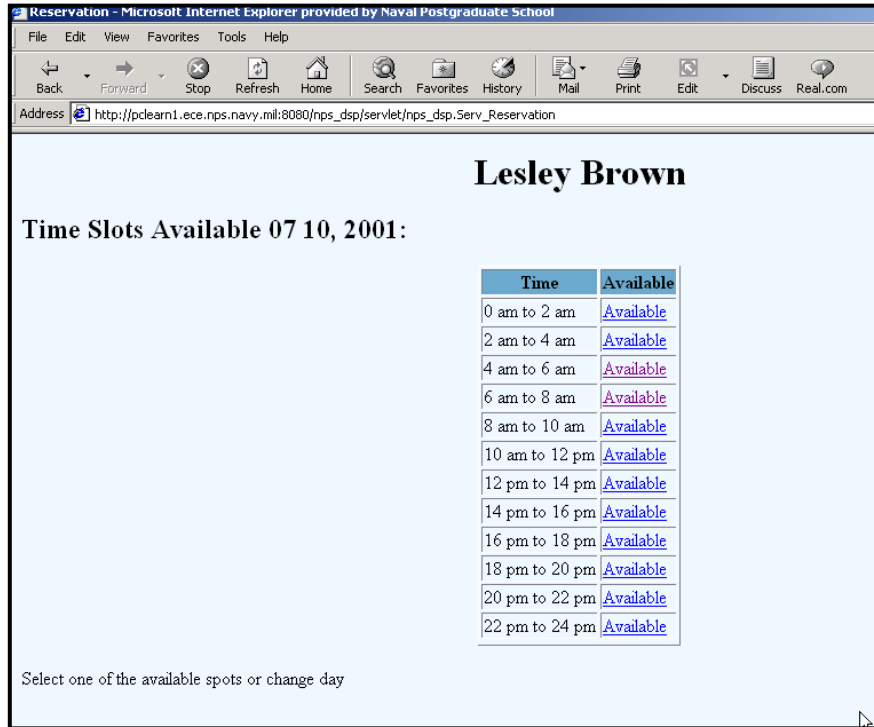 Reservation - Microsoft Internet Explorer provided by Naval Postgraduate School
File Edit View Favorites Tools Help
Back Forward Stop Refresh Home Search Favorites History Mail Print Edit Discuss Real.com
Address http://pclearn1.ece.nps.navy.mil:8080/nps_dsp/servlet/nps_dsp.Serv_Reservation
Lesley Brown
Time Slots Available 07 10, 2001:
Time Available
0 am to 2 am Available
2 am to 4 am Available
4 am to 6 am Available
6 am to 8 am Available
8 am to 10 am Available
10 am to 12 pm Available
12 pm to 14 pm Available
14 pm to 16 pm Available
16 pm to 18 pm Available
18 pm to 20 pm Available
20 pm to 22 pm Available
22 pm to 24 pm Available
Select one of the available spots or change day